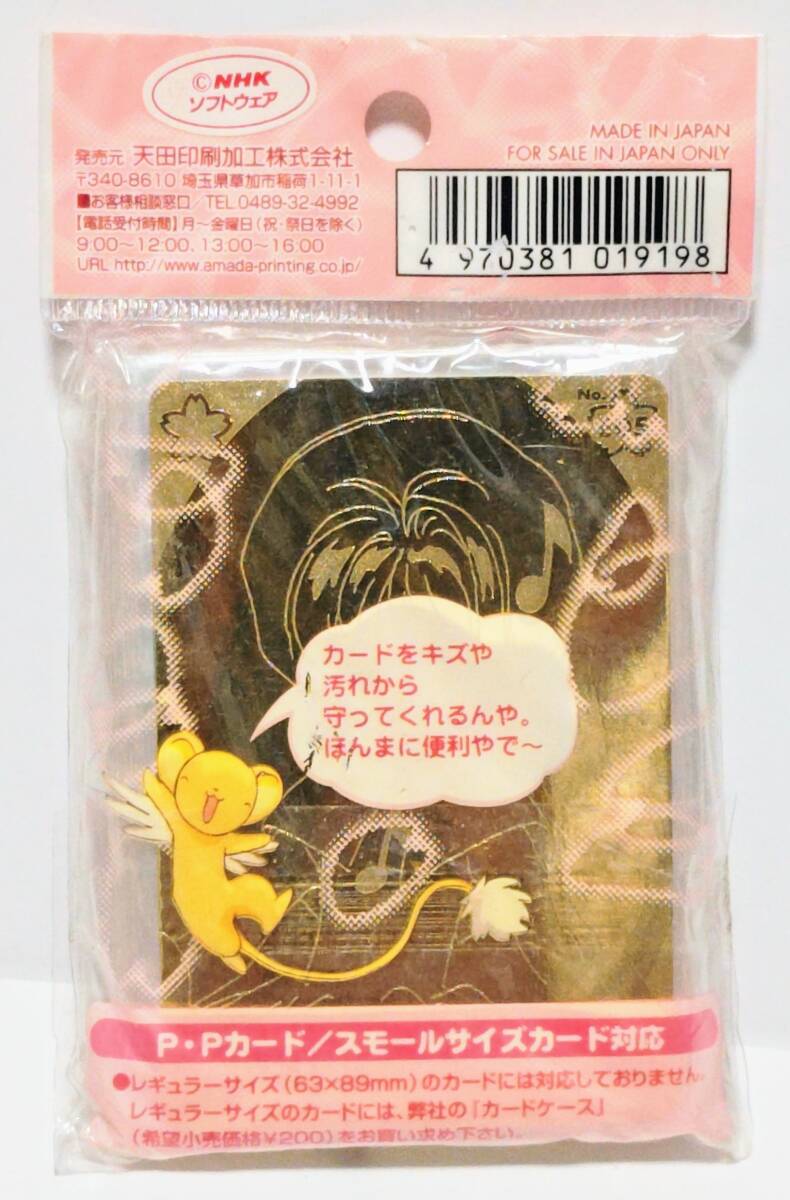 ©NHK
ソフトウェア
発売元 天田印刷加工株式会社
〒340-8610 埼玉県草加市稲荷1-11-1
■お客様相談窓口/TEL.0489-32-4992
【電話受付時間】月〜金曜日(祝・祭日を除く)
9:00〜12:00. 13:00〜16:00
URL http://www.amada-printing.co.jp/
MADE IN JAPAN
FOR SALE IN JAPAN ONLY
4 970381 019198
No.
カードをキズや
汚れから
守ってくれるんや。
ほんまに便利やで〜
P・Pカード/スモールサイズカード対応
●レギュラーサイズ(63×89mm)のカードには対応しておりません。
レギュラーサイズのカードには、弊社の「カードケース」
(希望小売価格¥200)をお買い求め下さい。